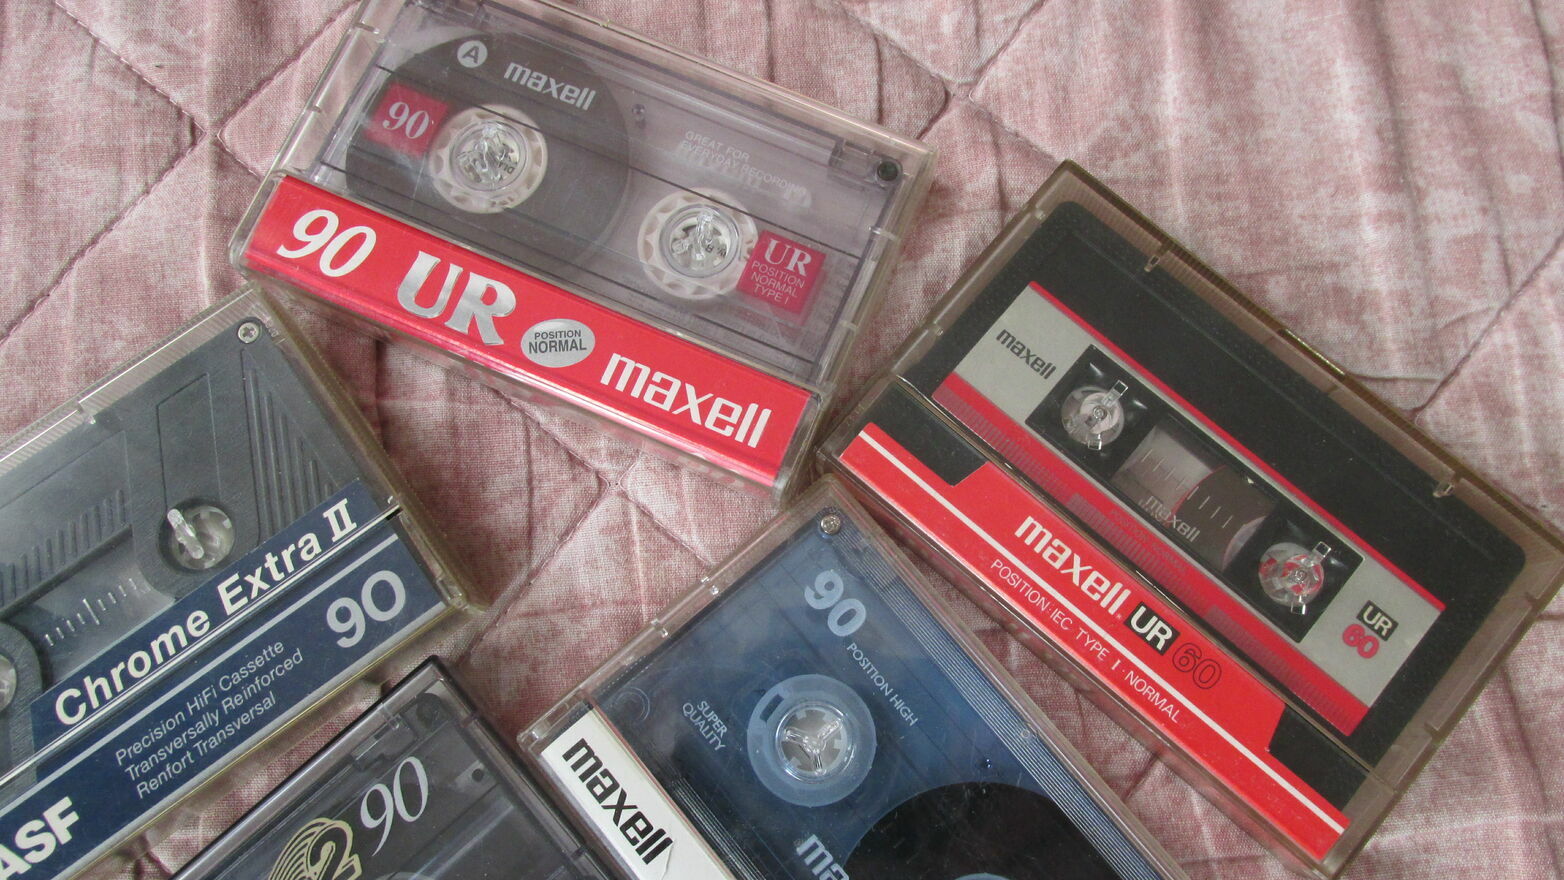 A
maxell
90
GREAT FOR
EVERYDAY RECORDING
UR
POSITION
NORMAL
TYPE I
90 UR POSITION NORMAL maxell
maxell
maxell
UR
60
maxell UR 60
POSITION·IEC TYPE I·NORMAL
Chrome Extra II
90
Precision HiFi Cassette
Transversally Reinforced
Renfort Transversal
ASF
2 90
90 POSITION HIGH
SUPER
QUALITY
maxell